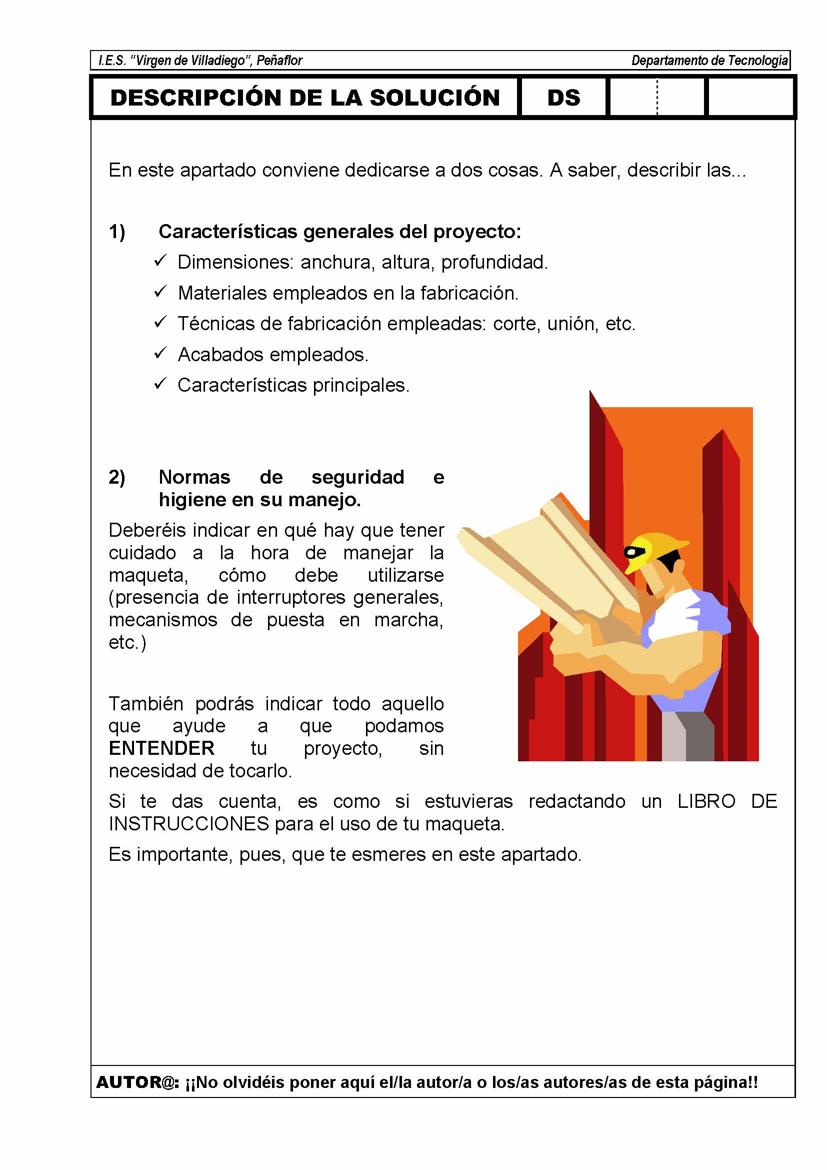 I.E.S. "Virgen de Villadiego", Peñaflor Departamento de Tecnología
DESCRIPCIÓN DE LA SOLUCIÓN DS
En este apartado conviene dedicarse a dos cosas. A saber, describir las...
1) Características generales del proyecto:
✓ Dimensiones: anchura, altura, profundidad.
✓ Materiales empleados en la fabricación.
✓ Técnicas de fabricación empleadas: corte, unión, etc.
✓ Acabados empleados.
✓ Características principales.
2) Normas de seguridad e
higiene en su manejo.
Deberéis indicar en qué hay que tener
cuidado a la hora de manejar la
maqueta, cómo debe utilizarse
(presencia de interruptores generales,
mecanismos de puesta en marcha,
etc.)
También podrás indicar todo aquello
que ayude a que podamos
ENTENDER tu proyecto, sin
necesidad de tocarlo.
Si te das cuenta, es como si estuvieras redactando un LIBRO DE
INSTRUCCIONES para el uso de tu maqueta.
Es importante, pues, que te esmeres en este apartado.
AUTOR@: ¡¡No olvidéis poner aquí el/la autor/a o los/as autores/as de esta página!!